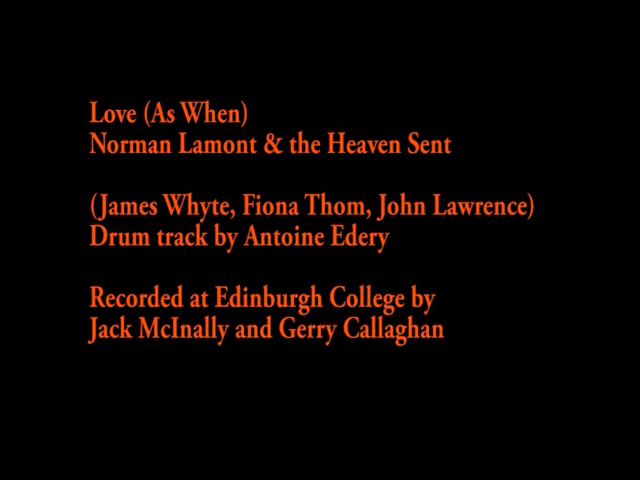 Love (As When)
Norman Lamont & the Heaven Sent
(James Whyte, Fiona Thom, John Lawrence)
Drum track by Antoine Edery
Recorded at Edinburgh College by
Jack McInally and Gerry Callaghan